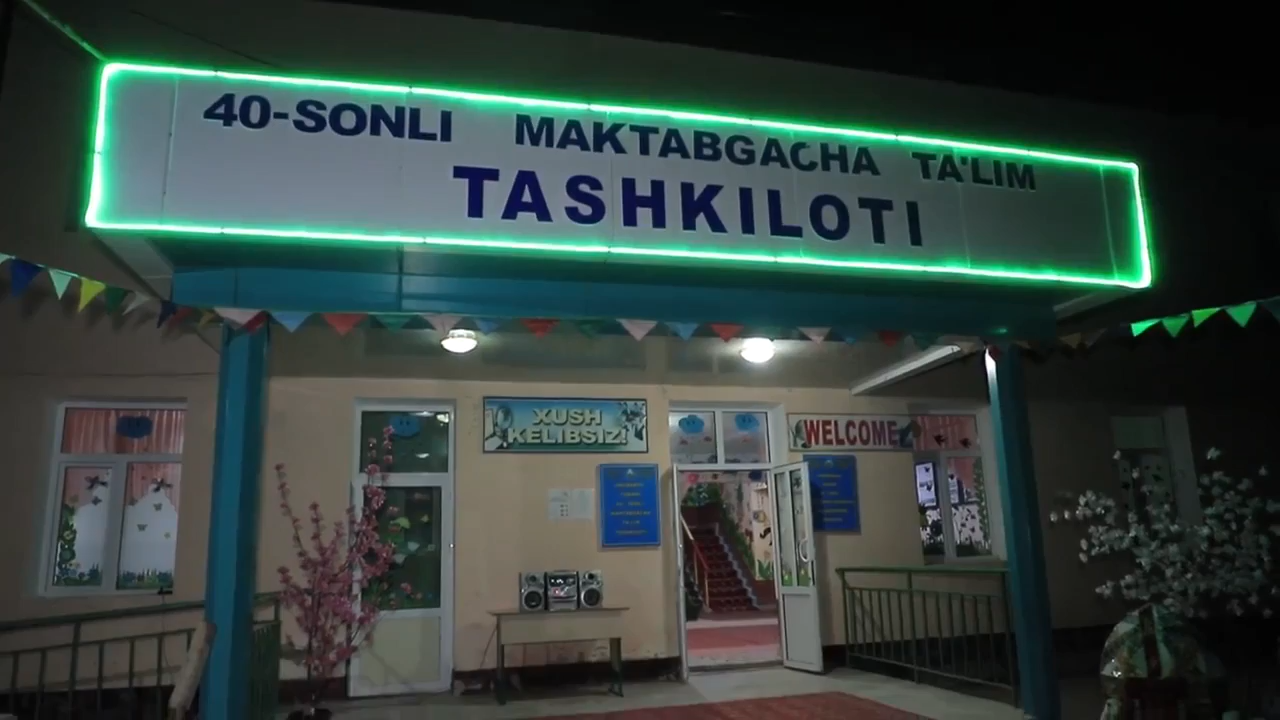 40-SONLI MAKTABGACHA TA'LIM
TASHKILOTI
XUSH
KELIBSIZ!
WELCOME